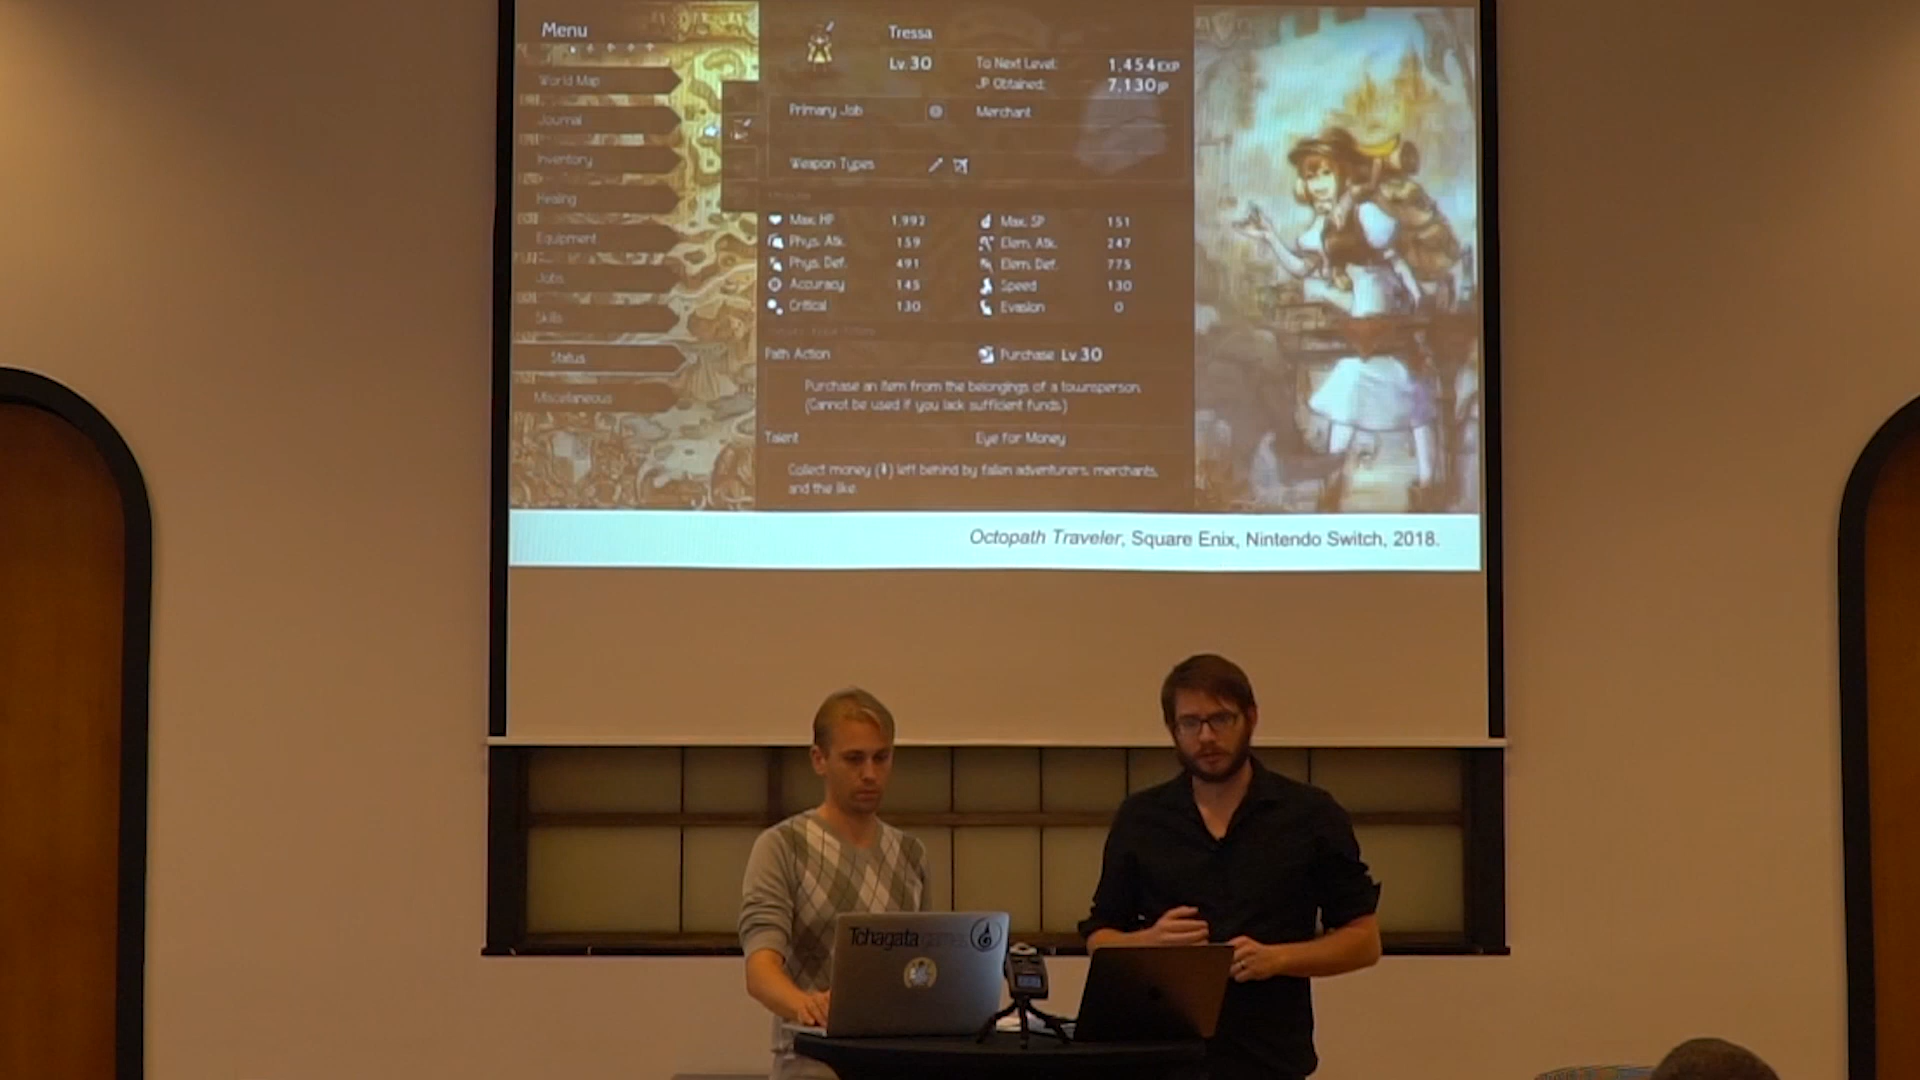 Menu
World Map
Journal
Inventory
Healing
Equipment
Jobs
Skills
Status
Miscellaneous
Tressa
Lv. 30
To Next Level: 1,454 EXP
JP Obtained: 7,130 JP
Primary Job Merchant
Weapon Types
Max. HP 1,992 Max. SP 151
Phys. Atk. 159 Elem. Atk. 247
Phys. Def. 491 Elem. Def. 775
Accuracy 145 Speed 130
Critical 130 Evasion 0
Path Action Purchase Lv. 30
Purchase an item from the belongings of a townsperson.
(Cannot be used if you lack sufficient funds.)
Talent Eye for Money
Collect money ( ) left behind by fallen adventurers, merchants,
and the like.
Octopath Traveler, Square Enix, Nintendo Switch, 2018.
Tchagata games